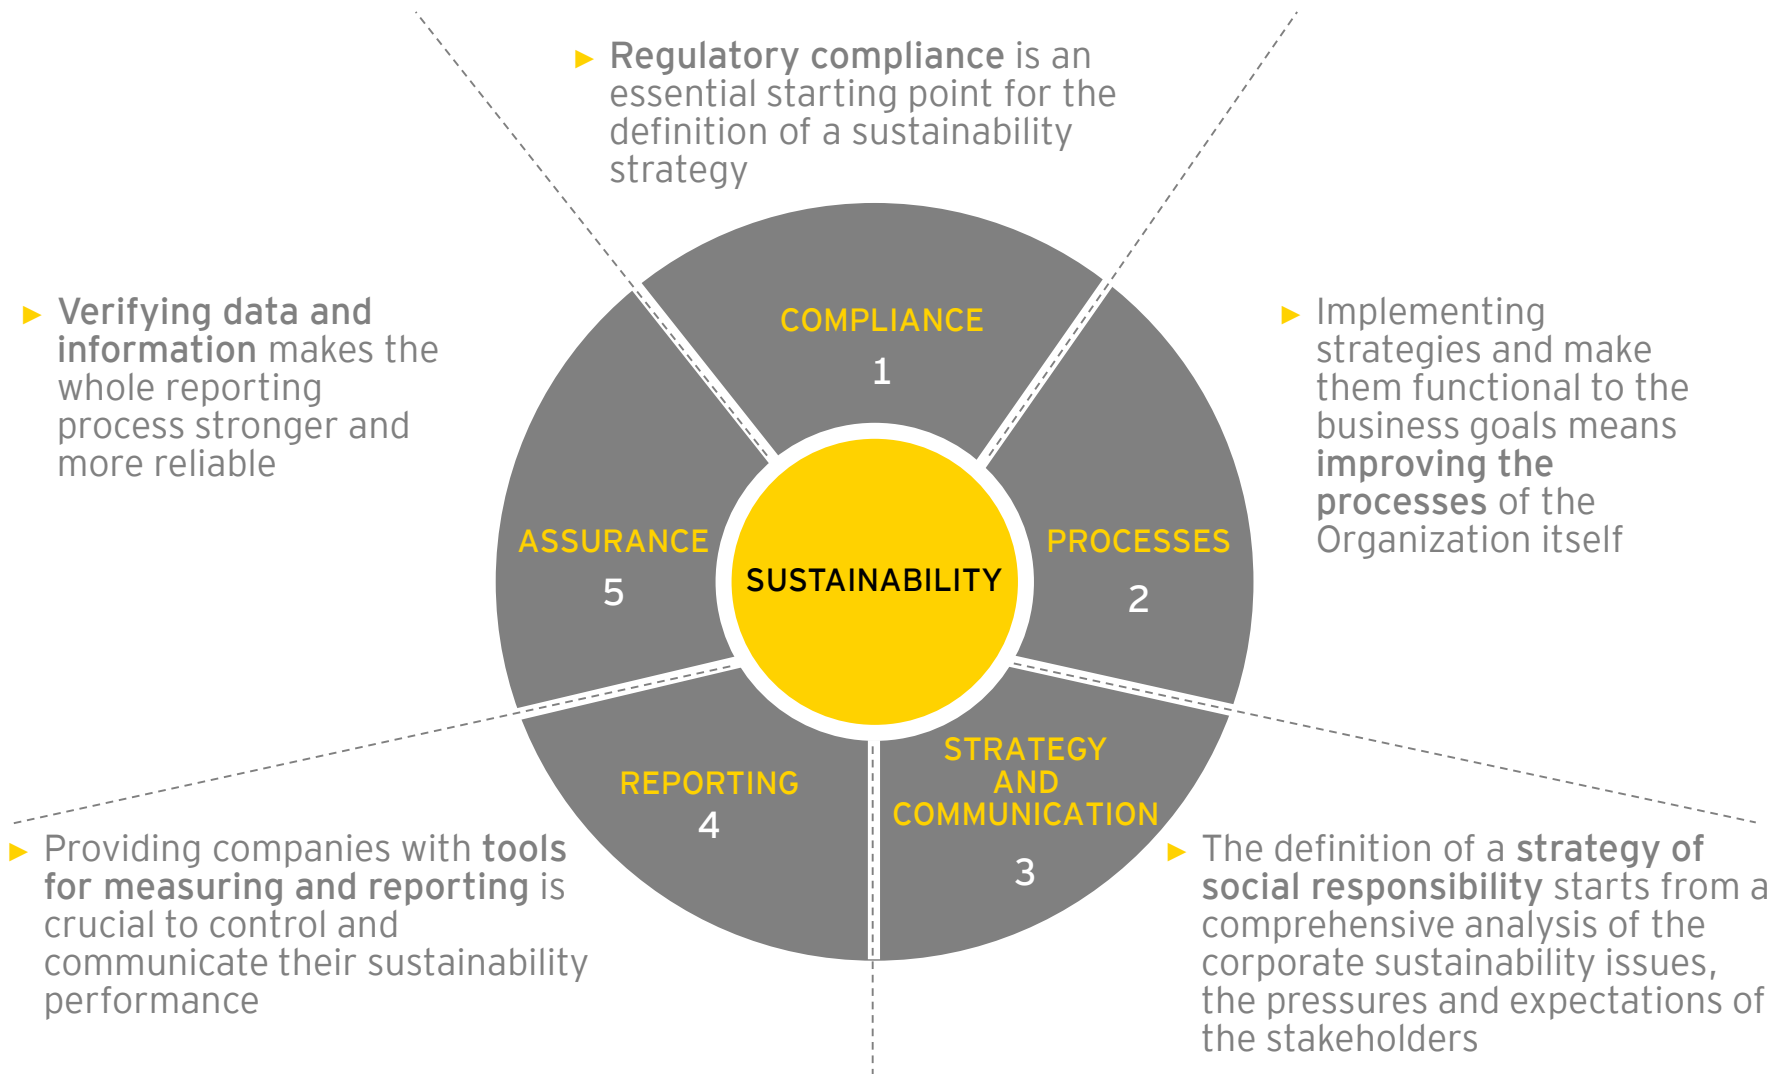 ► Regulatory compliance is an
essential starting point for the
definition of a sustainability
strategy
► Verifying data and
information makes the
whole reporting
process stronger and
more reliable
► Implementing
strategies and make
them functional to the
business goals means
improving the
processes of the
Organization itself
COMPLIANCE
1
ASSURANCE
5
SUSTAINABILITY
PROCESSES
2
REPORTING
4
STRATEGY
AND
COMMUNICATION
3
► Providing companies with tools
for measuring and reporting is
crucial to control and
communicate their sustainability
performance
► The definition of a strategy of
social responsibility starts from a
comprehensive analysis of the
corporate sustainability issues,
the pressures and expectations of
the stakeholders